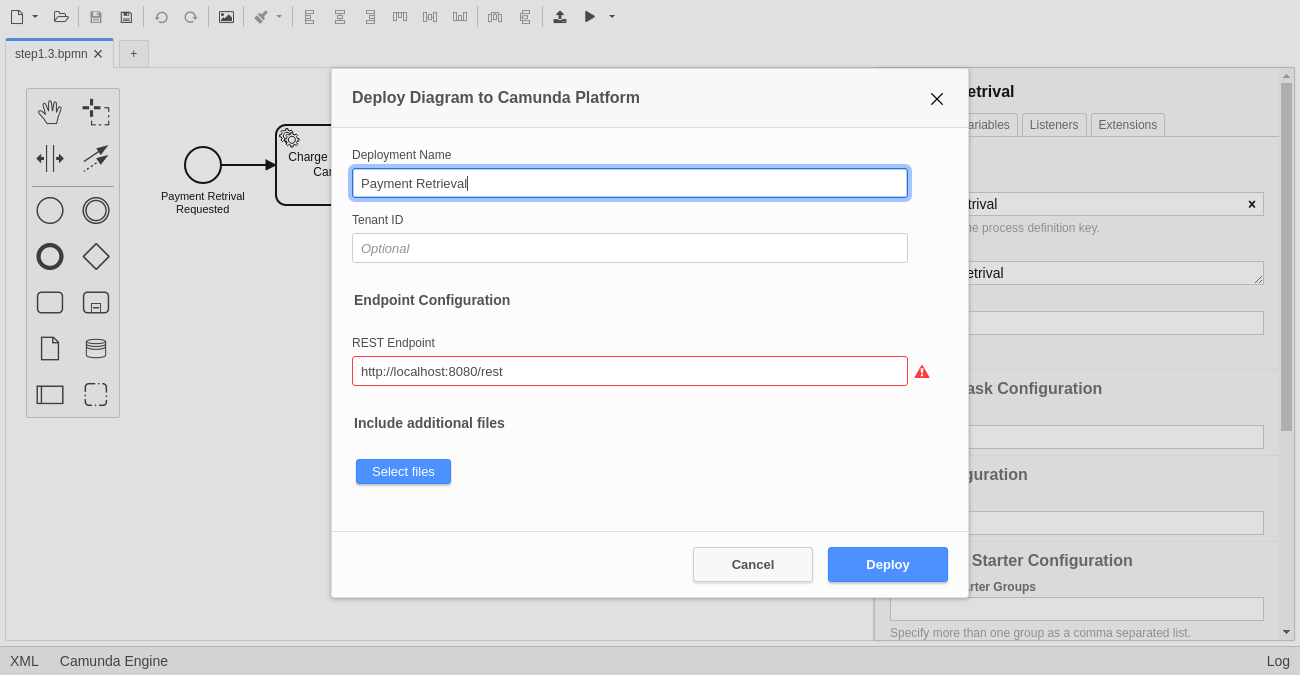 step1.3.bpmn
+
Deploy Diagram to Camunda Platform
Deployment Name
Payment Retrieval
Tenant ID
Optional
Endpoint Configuration
REST Endpoint
http://localhost:8080/rest
Include additional files
Select files
Cancel
Deploy
Payment Retrival
Requested
Charge
etrival
ariables
Listeners
Extensions
trival
process definition key.
etrival
ask Configuration
guration
Starter Configuration
rter Groups
Specify more than one group as a comma separated list.
XML
Camunda Engine
Log